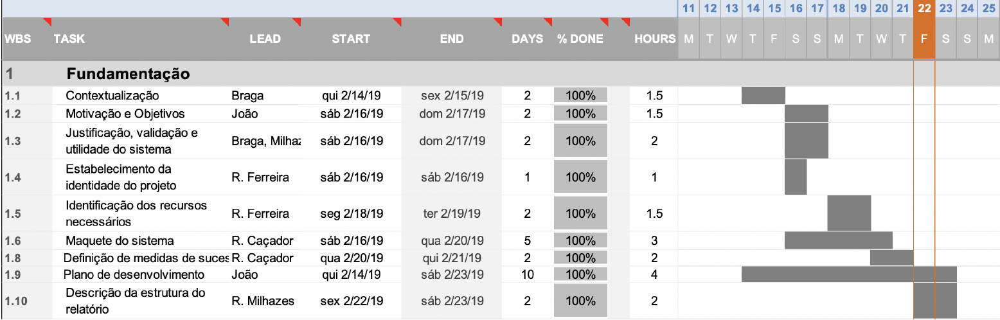 11 12 13 14 15 16 17 18 19 20 21 22 23 24 25
WBS TASK LEAD START END DAYS % DONE HOURS M T W T F S S M T W T F S S M
1 Fundamentação
1.1 Contextualização Braga qui 2/14/19 sex 2/15/19 2 100% 1.5
1.2 Motivação e Objetivos João sáb 2/16/19 dom 2/17/19 2 100% 1.5
Justificação, validação e
1.3 Braga, Milhaz sáb 2/16/19 dom 2/17/19 2 100% 2
utilidade do sistema
Estabelecimento da
1.4 R. Ferreira sáb 2/16/19 sáb 2/16/19 1 100% 1
identidade do projeto
Identificação dos recursos
1.5 R. Ferreira seg 2/18/19 ter 2/19/19 2 100% 1.5
necessários
1.6 Maquete do sistema R. Caçador sáb 2/16/19 qua 2/20/19 5 100% 3
1.8 Definição de medidas de suces R. Caçador qua 2/20/19 qui 2/21/19 2 100% 2
1.9 Plano de desenvolvimento João qui 2/14/19 sáb 2/23/19 10 100% 4
Descrição da estrutura do
1.10 R. Milhazes sex 2/22/19 sáb 2/23/19 2 100% 2
relatório